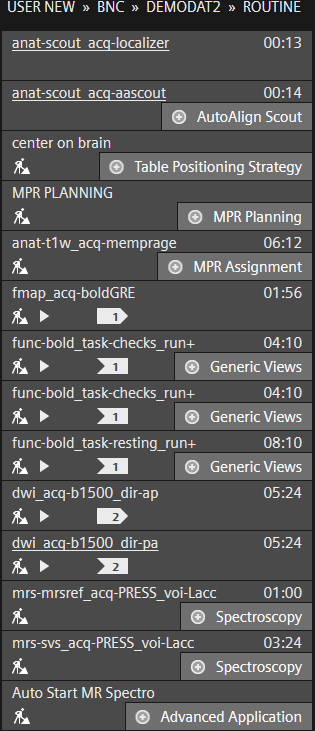 USER NEW » BNC » DEMODAT2 » ROUTINE
anat-scout_acq-localizer 00:13
anat-scout_acq-aascout 00:14
AutoAlign Scout
center on brain
Table Positioning Strategy
MPR PLANNING
MPR Planning
anat-t1w_acq-memprage 06:12
MPR Assignment
fmap_acq-boldGRE 01:56
1
func-bold_task-checks_run+ 04:10
1 Generic Views
func-bold_task-checks_run+ 04:10
1 Generic Views
func-bold_task-resting_run+ 08:10
1 Generic Views
dwi_acq-b1500_dir-ap 05:24
2
dwi_acq-b1500_dir-pa 05:24
2
mrs-mrsref_acq-PRESS_voi-Lacc 01:00
Spectroscopy
mrs-svs_acq-PRESS_voi-Lacc 03:24
Spectroscopy
Auto Start MR Spectro
Advanced Application